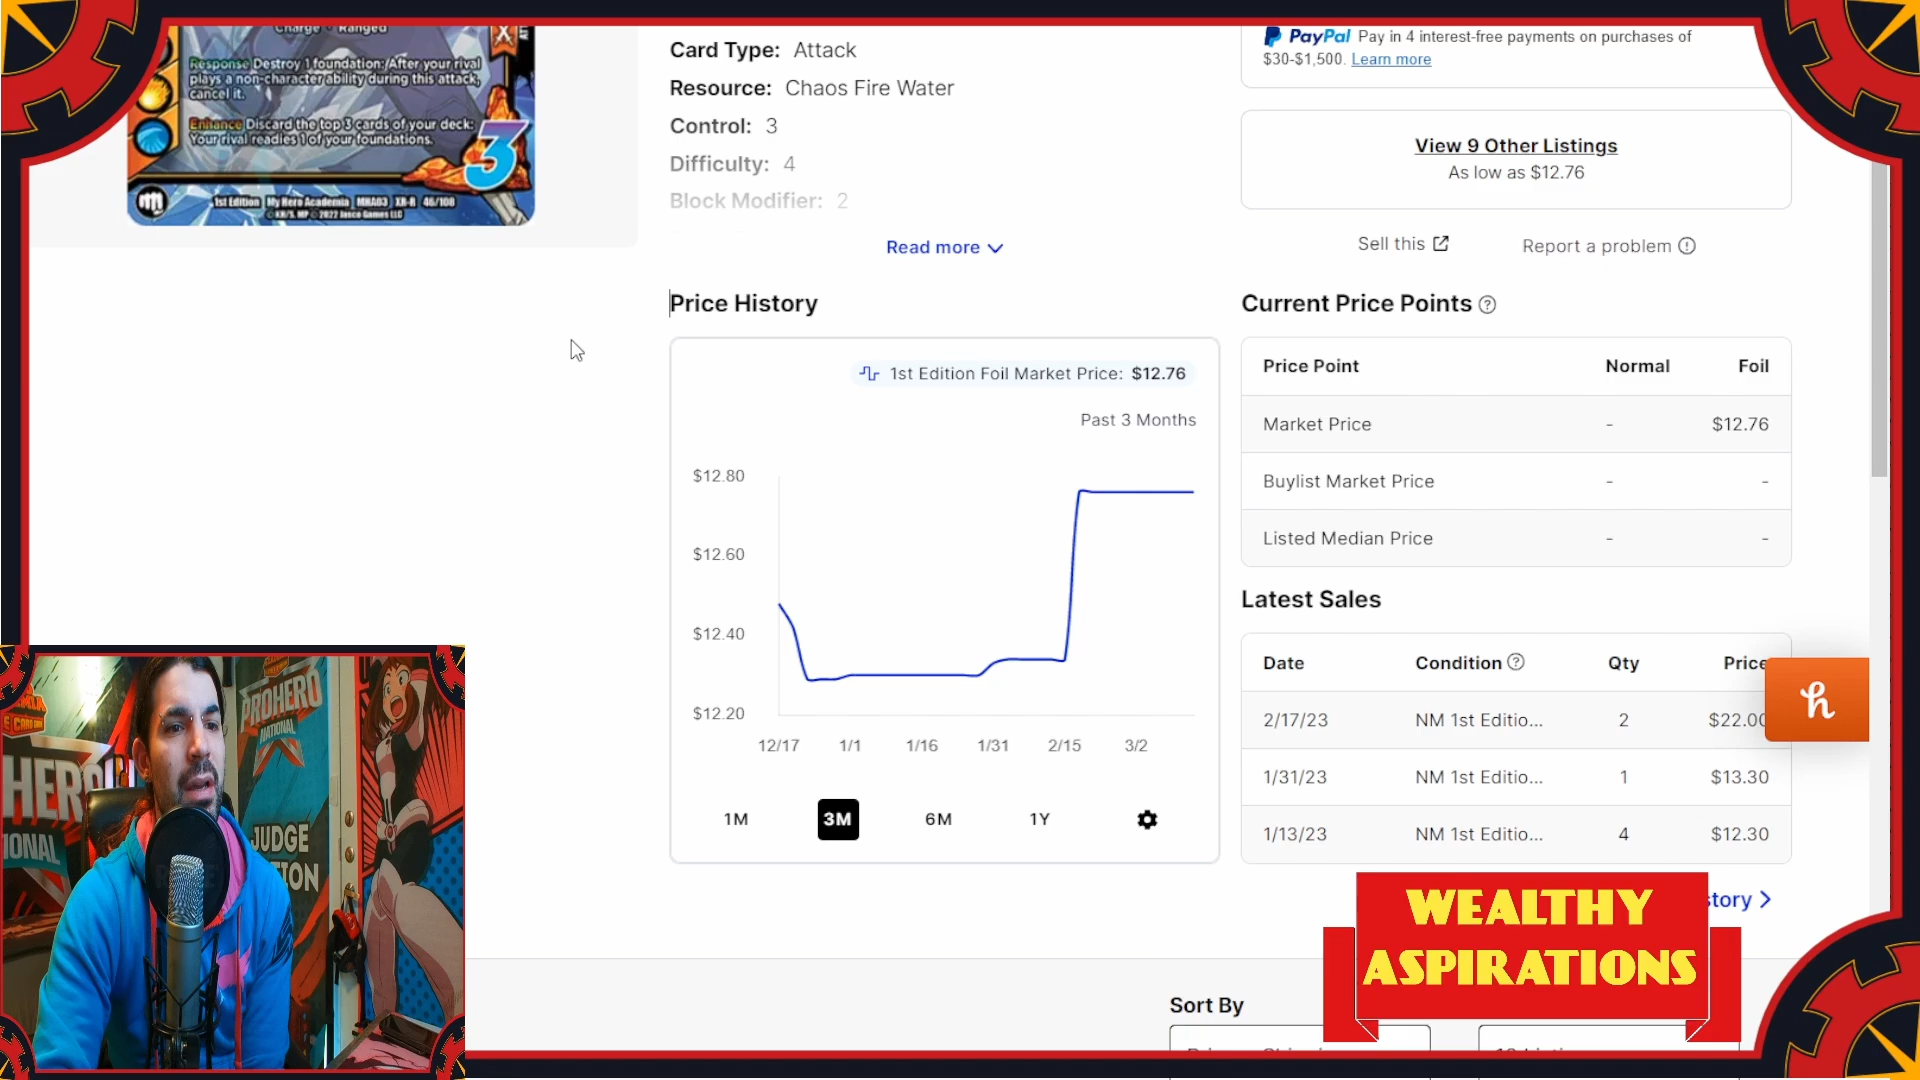 Charge • Ranged
Response Destroy 1 foundation: After your rival
plays a non-character ability during this attack,
cancel it.
Enhance Discard the top 3 cards of your deck:
Your rival readies 1 of your foundations.
3
1st Edition My Hero Academia MHA03 XR-R 46/108
2022 Jasco Games LLC
Card Type: Attack
Resource: Chaos Fire Water
Control: 3
Difficulty: 4
Block Modifier: 2
Read more
PayPal Pay in 4 interest-free payments on purchases of
$30-$1,500. Learn more
View 9 Other Listings
As low as $12.76
Sell this
Report a problem
Price History
1st Edition Foil Market Price: $12.76
Past 3 Months
$12.80
$12.60
$12.40
$12.20
12/17 1/1 1/16 1/31 2/15 3/2
1M 3M 6M 1Y
Current Price Points
Price Point Normal Foil
Market Price - $12.76
Buylist Market Price - -
Listed Median Price - -
Latest Sales
Date Condition Qty Price
2/17/23 NM 1st Editio... 2 $22.00
1/31/23 NM 1st Editio... 1 $13.30
1/13/23 NM 1st Editio... 4 $12.30
story
h
Sort By
WEALTHY
ASPIRATIONS
PROHERO
NATIONAL
JUDGE
HERO
IONAL